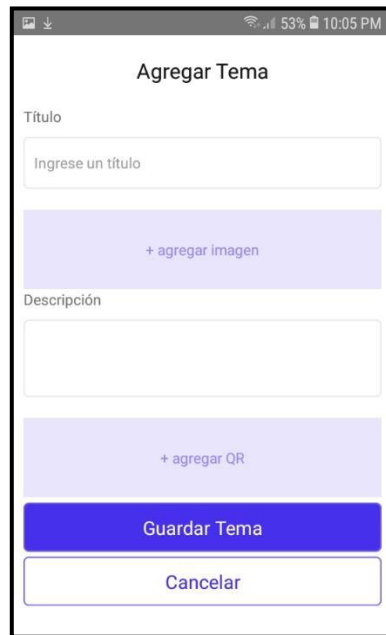 53% 10:05 PM
Agregar Tema
Título
Ingrese un título
+ agregar imagen
Descripción
+ agregar QR
Guardar Tema
Cancelar